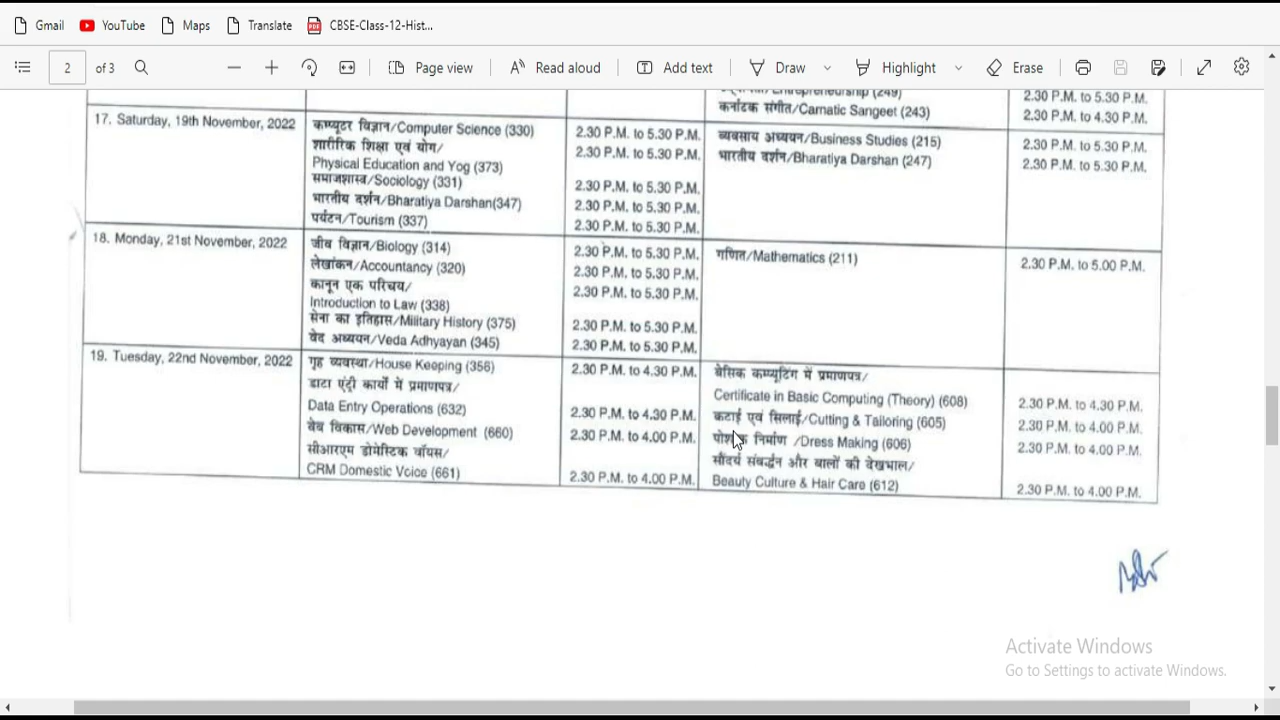 Gmail YouTube Maps Translate CBSE-Class-12-Hist...
2 of 3 Page view Read aloud Add text Draw Highlight Erase
Entrepreneurship (249) 2.30 P.M. to 5.30 P.M.
कर्नाटक संगीत/Carnatic Sangeet (243) 2.30 P.M. to 4.30 P.M.
17. Saturday, 19th November, 2022
कम्प्यूटर विज्ञान/Computer Science (330) 2.30 P.M. to 5.30 P.M.
शारीरिक शिक्षा एवं योग/ 2.30 P.M. to 5.30 P.M.
Physical Education and Yog (373)
समाजशास्त्र/Sociology (331) 2.30 P.M. to 5.30 P.M.
भारतीय दर्शन/Bharatiya Darshan(347) 2.30 P.M. to 5.30 P.M.
पर्यटन/Tourism (337) 2.30 P.M. to 5.30 P.M.
व्यवसाय अध्ययन/Business Studies (215) 2.30 P.M. to 5.30 P.M.
भारतीय दर्शन/Bharatiya Darshan (247) 2.30 P.M. to 5.30 P.M.
18. Monday, 21st November, 2022
जीव विज्ञान/Biology (314) 2.30 P.M. to 5.30 P.M.
लेखांकन/Accountancy (320) 2.30 P.M. to 5.30 P.M.
कानून एक परिचय/ 2.30 P.M. to 5.30 P.M.
Introduction to Law (338)
सेना का इतिहास/Military History (375) 2.30 P.M. to 5.30 P.M.
वेद अध्ययन/Veda Adhyayan (345) 2.30 P.M. to 5.30 P.M.
गणित/Mathematics (211) 2.30 P.M. to 5.00 P.M.
19. Tuesday, 22nd November, 2022
गृह व्यवस्था/House Keeping (356) 2.30 P.M. to 4.30 P.M.
डाटा एंट्री कार्यों में प्रमाणपत्र/
Data Entry Operations (632) 2.30 P.M. to 4.30 P.M.
वेब विकास/Web Development (660) 2.30 P.M. to 4.00 P.M.
सीआरएम डोमेस्टिक वॉयस/
CRM Domestic Voice (661) 2.30 P.M. to 4.00 P.M.
बेसिक कम्प्यूटिंग में प्रमाणपत्र/
Certificate in Basic Computing (Theory) (608) 2.30 P.M. to 4.30 P.M.
कटाई एवं सिलाई/Cutting & Tailoring (605) 2.30 P.M. to 4.00 P.M.
पोशाक निर्माण /Dress Making (606) 2.30 P.M. to 4.00 P.M.
सौंदर्य संवर्द्धन और बालों की देखभाल/
Beauty Culture & Hair Care (612) 2.30 P.M. to 4.00 P.M.
Activate Windows
Go to Settings to activate Windows.